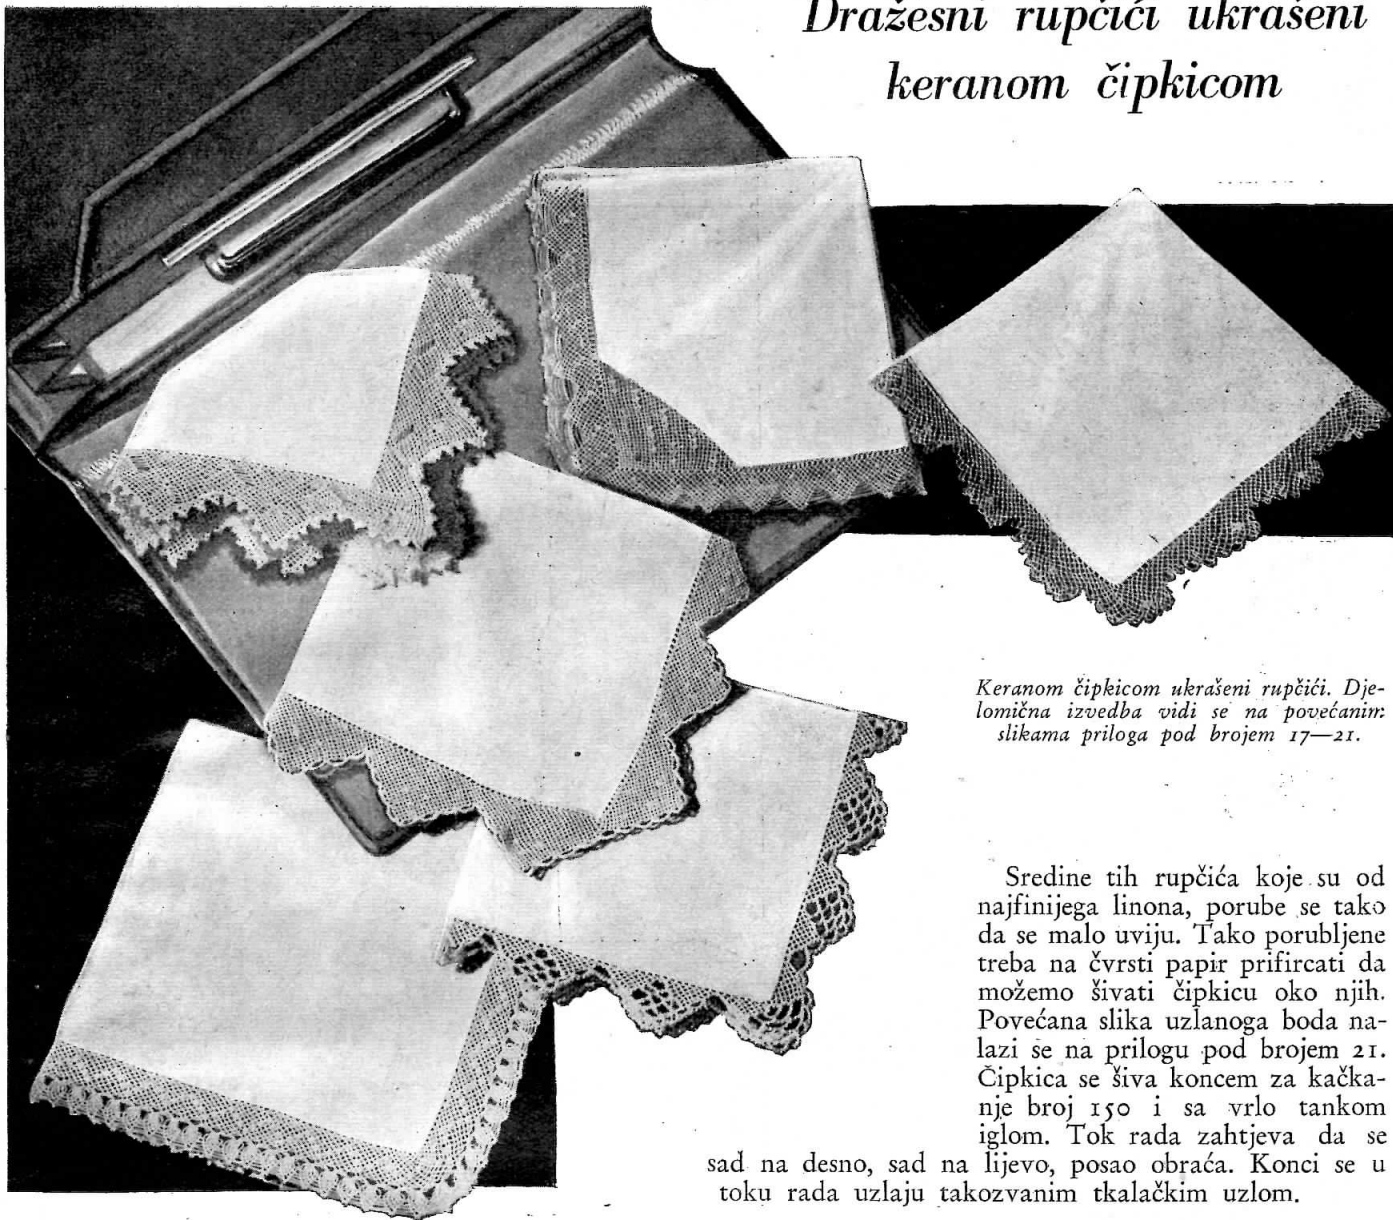 Dražesni rupčići ukrašeni
keranom čipkicom
Keranom čipkicom ukrašeni rupčići. Dje-
lomična izvedba vidi se na povećanim
slikama priloga pod brojem 17—21.
Sredine tih rupčića koje su od
najfinijega linona, porube se tako
da se malo uviju. Tako porubljene
treba na čvrsti papir prifircati da
možemo šivati čipkicu oko njih.
Povećana slika uzlanoga boda na-
lazi se na prilogu pod brojem 21.
Čipkica se šiva koncem za kačka-
nje broj 150 i sa vrlo tankom
iglom. Tok rada zahtjeva da se
sad na desno, sad na lijevo, posao obraća. Konci se u
toku rada uzlaju takozvanim tkalačkim uzlom.